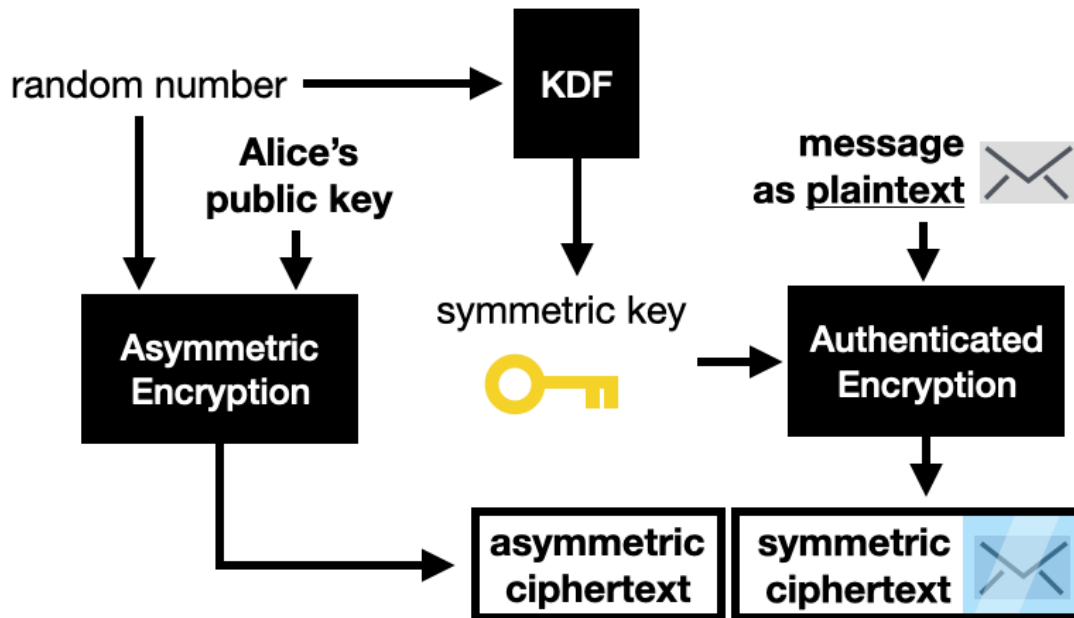 random number
KDF
Alice's
public key
message
as plaintext
symmetric key
Asymmetric
Encryption
Authenticated
Encryption
asymmetric
ciphertext
symmetric
ciphertext